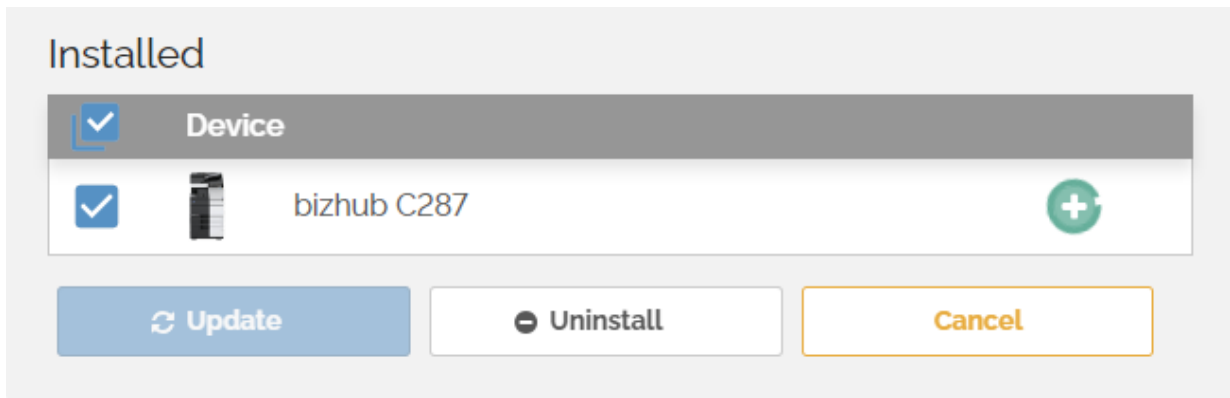 Installed
Device
bizhub C287
Update
Uninstall
Cancel